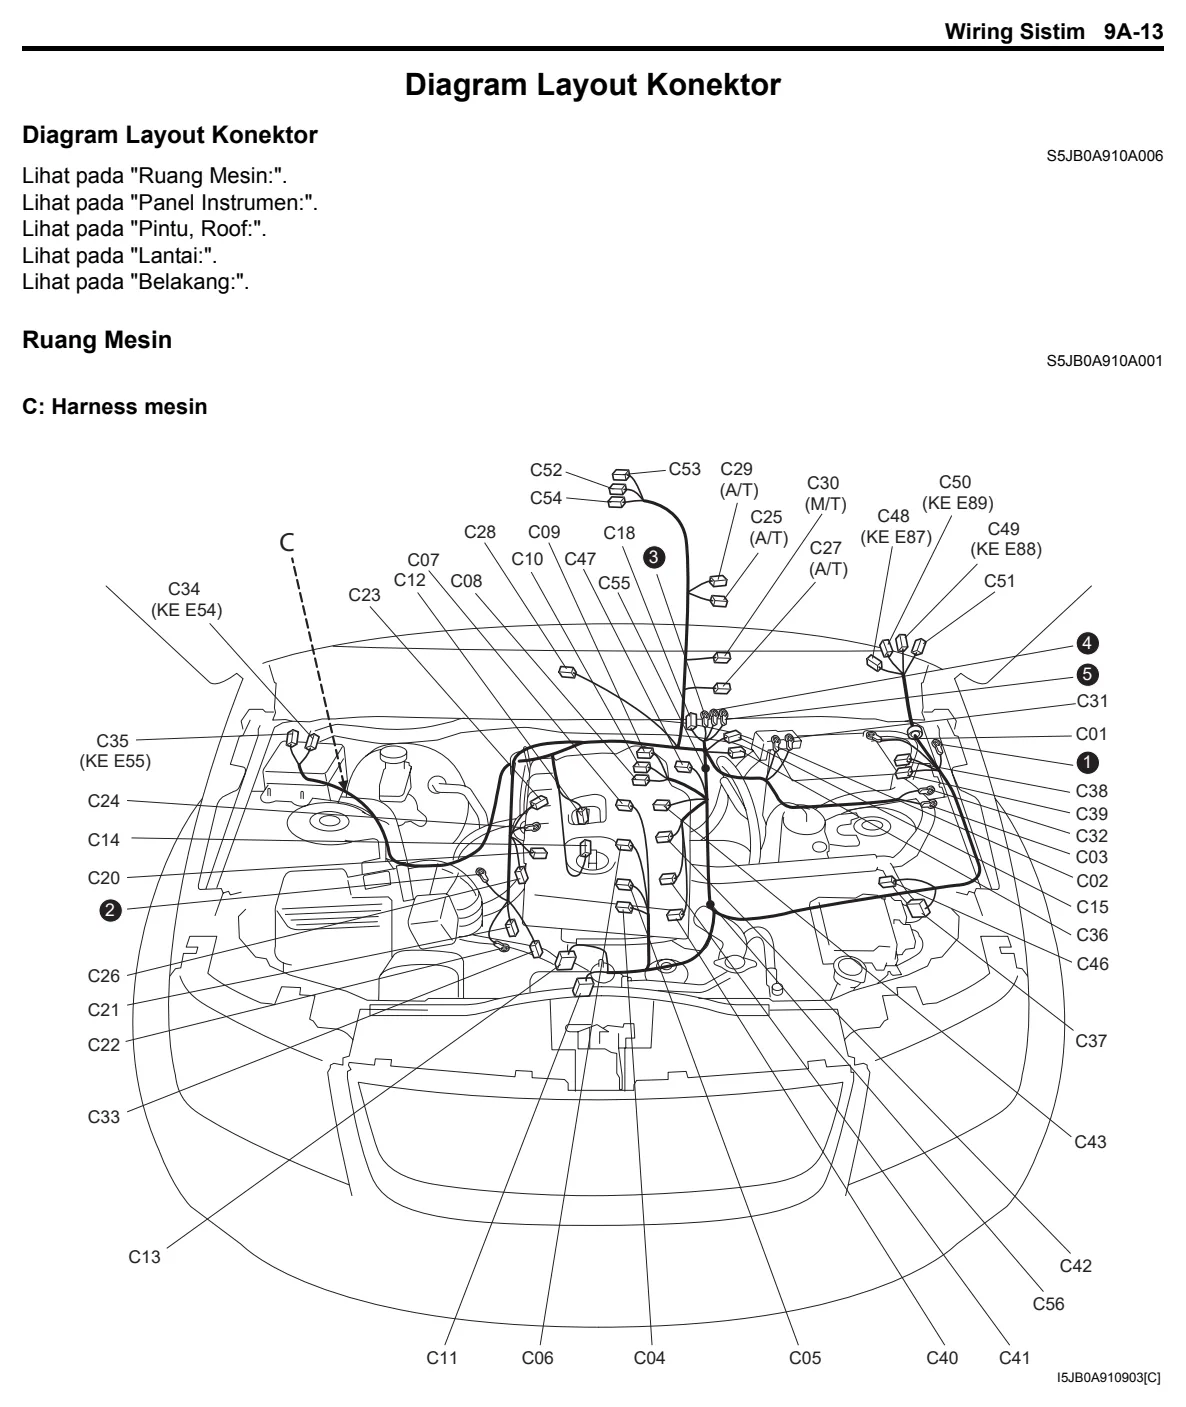 Wiring Sistim 9A-13
Diagram Layout Konektor
Diagram Layout Konektor
S5JB0A910A006
Lihat pada "Ruang Mesin:".
Lihat pada "Panel Instrumen:".
Lihat pada "Pintu, Roof:".
Lihat pada "Lantai:".
Lihat pada "Belakang:".
Ruang Mesin
S5JB0A910A001
C: Harness mesin
C52
C53
C54
C29
(A/T)
C30
(M/T)
C25
(A/T)
C27
(A/T)
C50
(KE E89)
C48
(KE E87)
C49
(KE E88)
C51
C28
C09
C18
C10
C47
C55
3
C07
C12
C08
C23
C
C34
(KE E54)
C35
(KE E55)
C24
C14
C20
2
C26
C21
C22
C33
C13
4
5
C31
C01
1
C38
C39
C32
C03
C02
C15
C36
C46
C37
C43
C42
C56
C11
C06
C04
C05
C40
C41
I5JB0A910903[C]